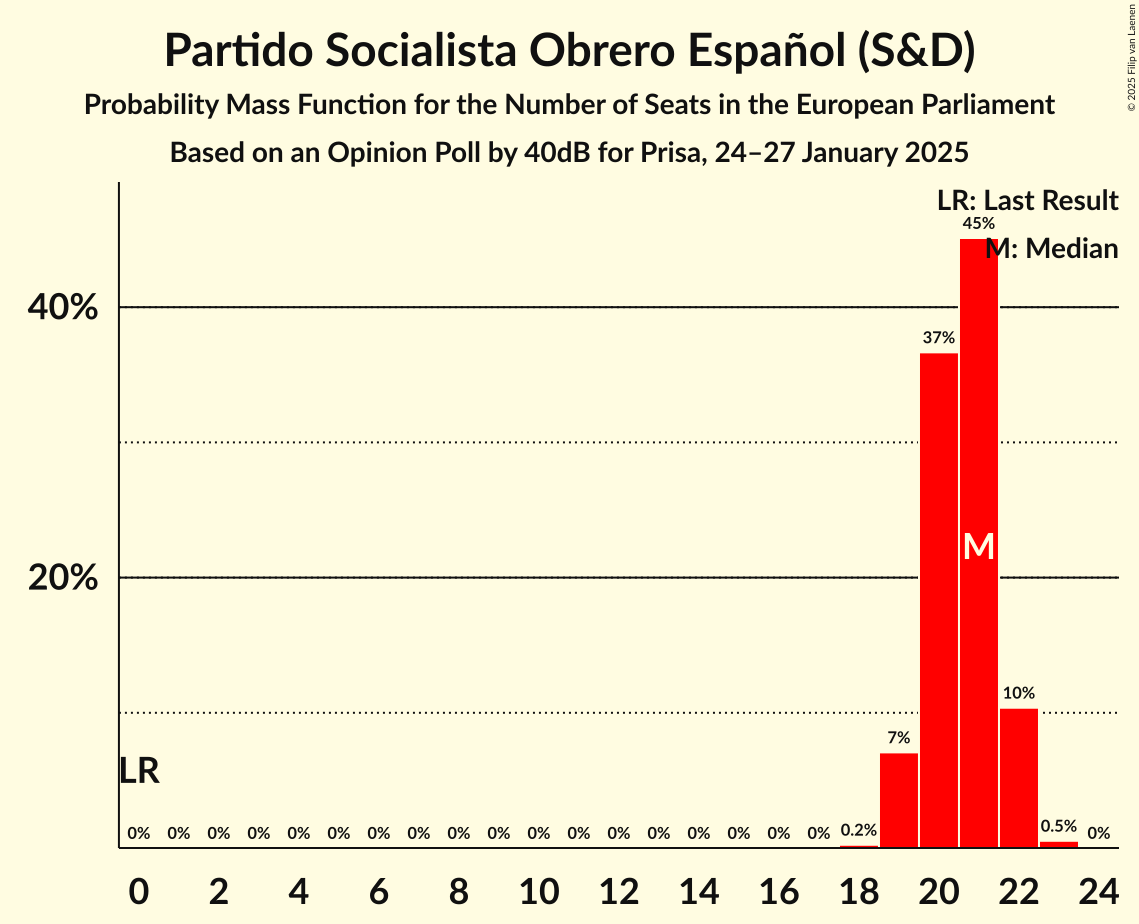 Partido Socialista Obrero Español (S&D)
Probability Mass Function for the Number of Seats in the European Parliament
Based on an Opinion Poll by 40dB for Prisa, 24–27 January 2025
© 2025 Filip van Laenen
LR: Last Result
45%
M: Median
40%
37%
M
20%
10%
7%
LR
0% 0% 0% 0% 0% 0% 0% 0% 0% 0% 0% 0% 0% 0% 0% 0% 0% 0% 0.2% 0.5% 0%
0 2 4 6 8 10 12 14 16 18 20 22 24